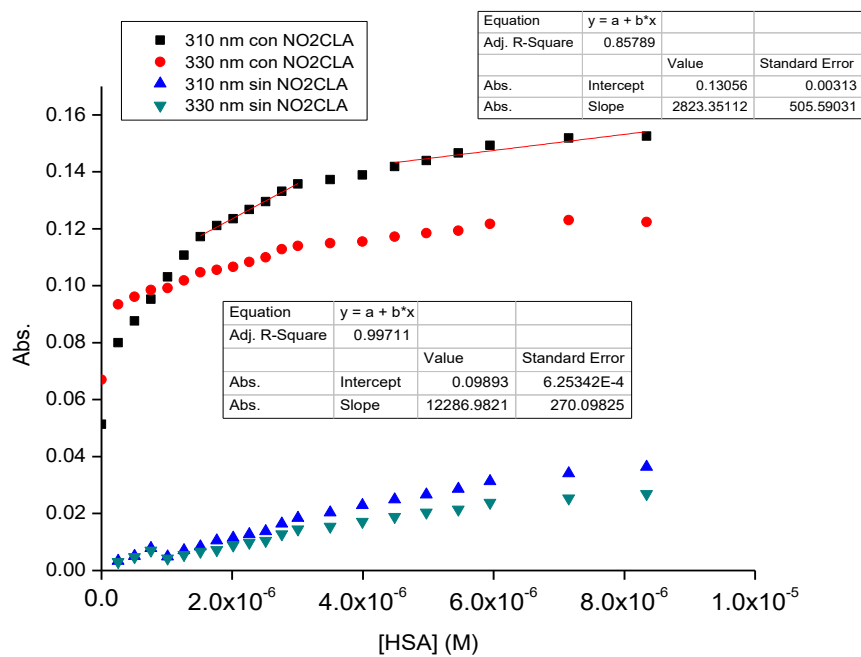 310 nm con NO2CLA
330 nm con NO2CLA
310 nm sin NO2CLA
330 nm sin NO2CLA
Equation y = a + b*x
Adj. R-Square 0.85789
Value Standard Error
Abs. Intercept 0.13056 0.00313
Abs. Slope 2823.35112 505.59031
0.16
0.14
0.12
0.10
0.08
0.06
0.04
0.02
0.00
Abs.
Equation y = a + b*x
Adj. R-Square 0.99711
Value Standard Error
Abs. Intercept 0.09893 6.25342E-4
Abs. Slope 12286.9821 270.09825
0.0 2.0x10⁻⁶ 4.0x10⁻⁶ 6.0x10⁻⁶ 8.0x10⁻⁶ 1.0x10⁻⁵
[HSA] (M)